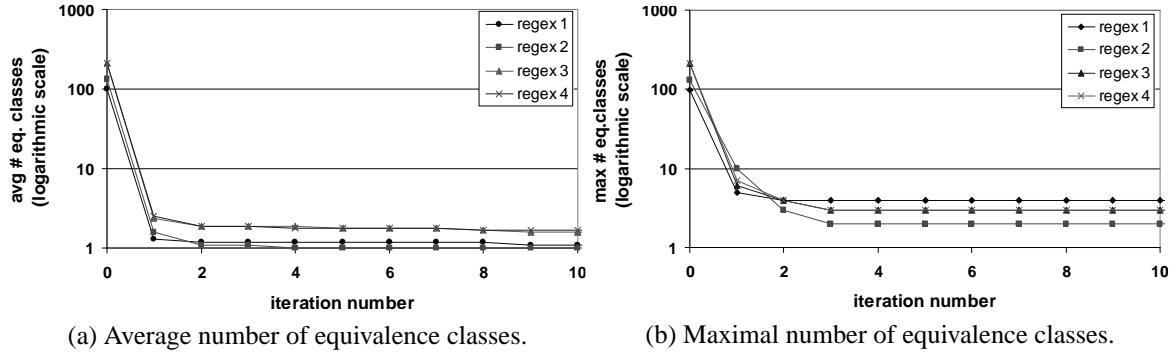 avg # eq. classes
(logarithmic scale)
1000
100
10
1
0
2
4
6
8
10
iteration number
regex 1
regex 2
regex 3
regex 4
(a) Average number of equivalence classes.
max # eq.classes
(logarithmic scale)
1000
100
10
1
0
2
4
6
8
10
iteration number
regex 1
regex 2
regex 3
regex 4
(b) Maximal number of equivalence classes.